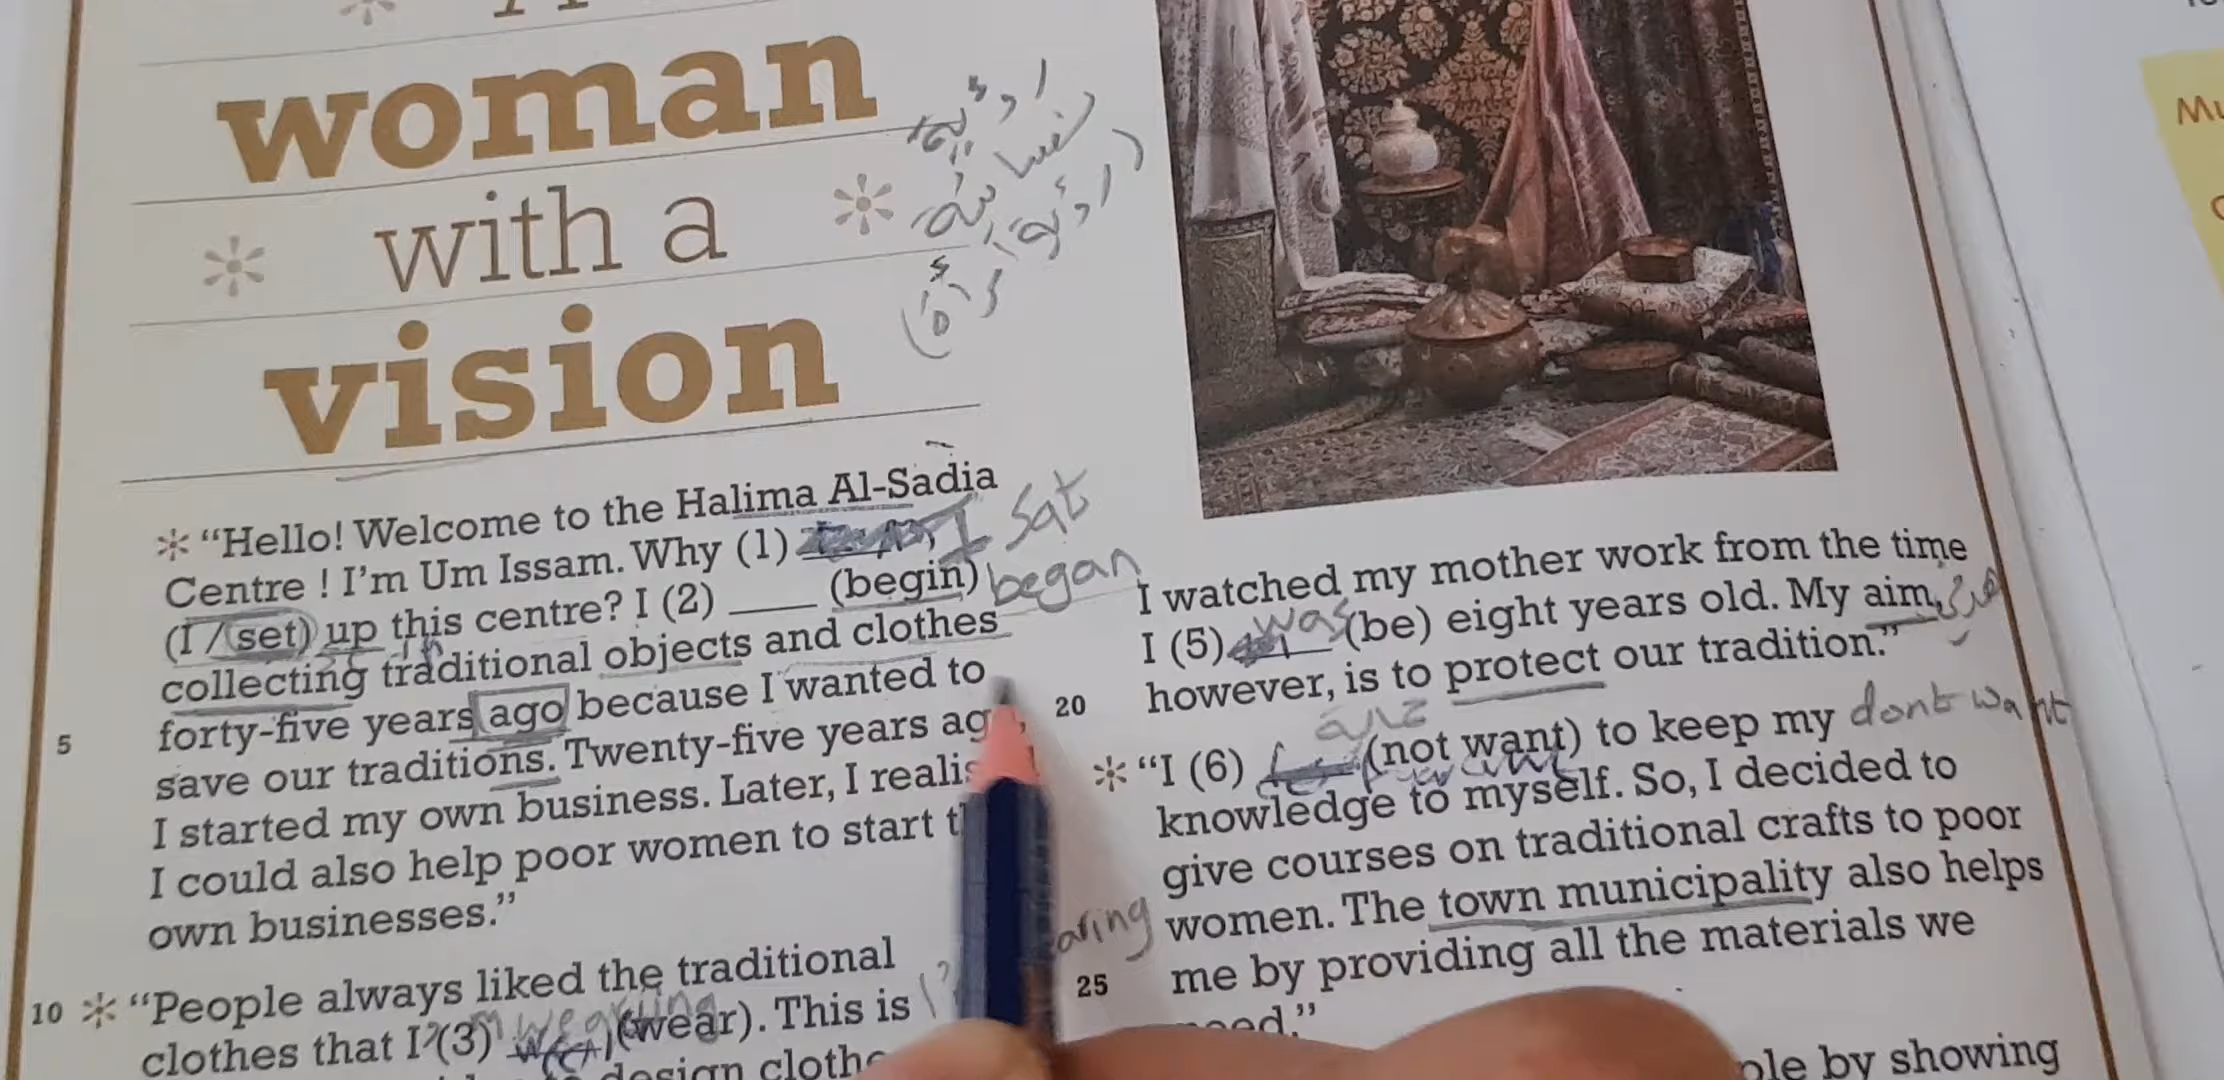 woman
with a
vision
"Hello! Welcome to the Halima Al-Sadia
Centre ! I'm Um Issam. Why (1)
I sat
(I / set) up this centre? I (2) ____ (begin) began
collecting traditional objects and clothes
5 forty-five years ago because I wanted to
save our traditions. Twenty-five years
I started my own business. Later, I
I could also help poor women to start
own businesses."
10 "People always liked the traditional
clothes that I (3) (wear). This is
design
I watched my mother work from the time
I (5) was (be) eight years old. My aim,
20 however, is to protect our tradition."
"I (6) (not want) to keep my dont want
knowledge to myself. So, I decided to
give courses on traditional crafts to poor
women. The town municipality also helps
25 me by providing all the materials we
by showing